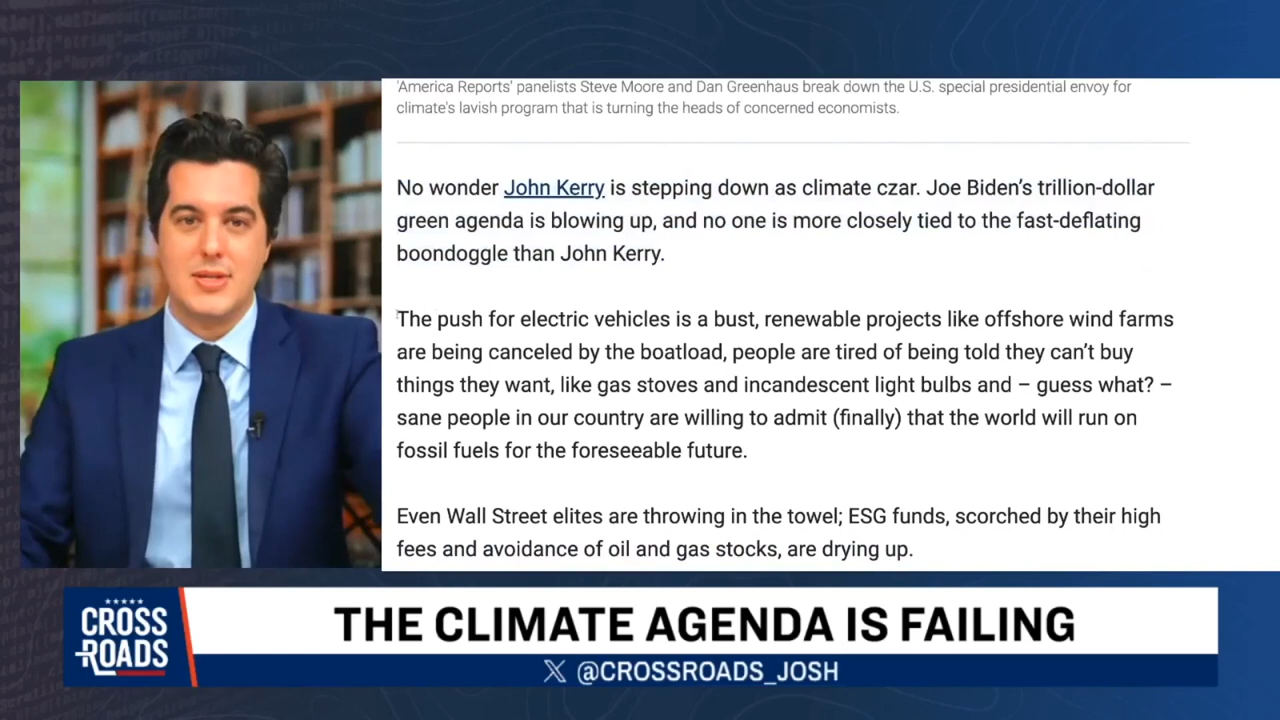 'America Reports' panelists Steve Moore and Dan Greenhaus break down the U.S. special presidential envoy for
climate's lavish program that is turning the heads of concerned economists.
No wonder John Kerry is stepping down as climate czar. Joe Biden’s trillion-dollar
green agenda is blowing up, and no one is more closely tied to the fast-deflating
boondoggle than John Kerry.
The push for electric vehicles is a bust, renewable projects like offshore wind farms
are being canceled by the boatload, people are tired of being told they can’t buy
things they want, like gas stoves and incandescent light bulbs and – guess what? –
sane people in our country are willing to admit (finally) that the world will run on
fossil fuels for the foreseeable future.
Even Wall Street elites are throwing in the towel; ESG funds, scorched by their high
fees and avoidance of oil and gas stocks, are drying up.
CROSS
ROADS
THE CLIMATE AGENDA IS FAILING
X @CROSSROADS_JOSH